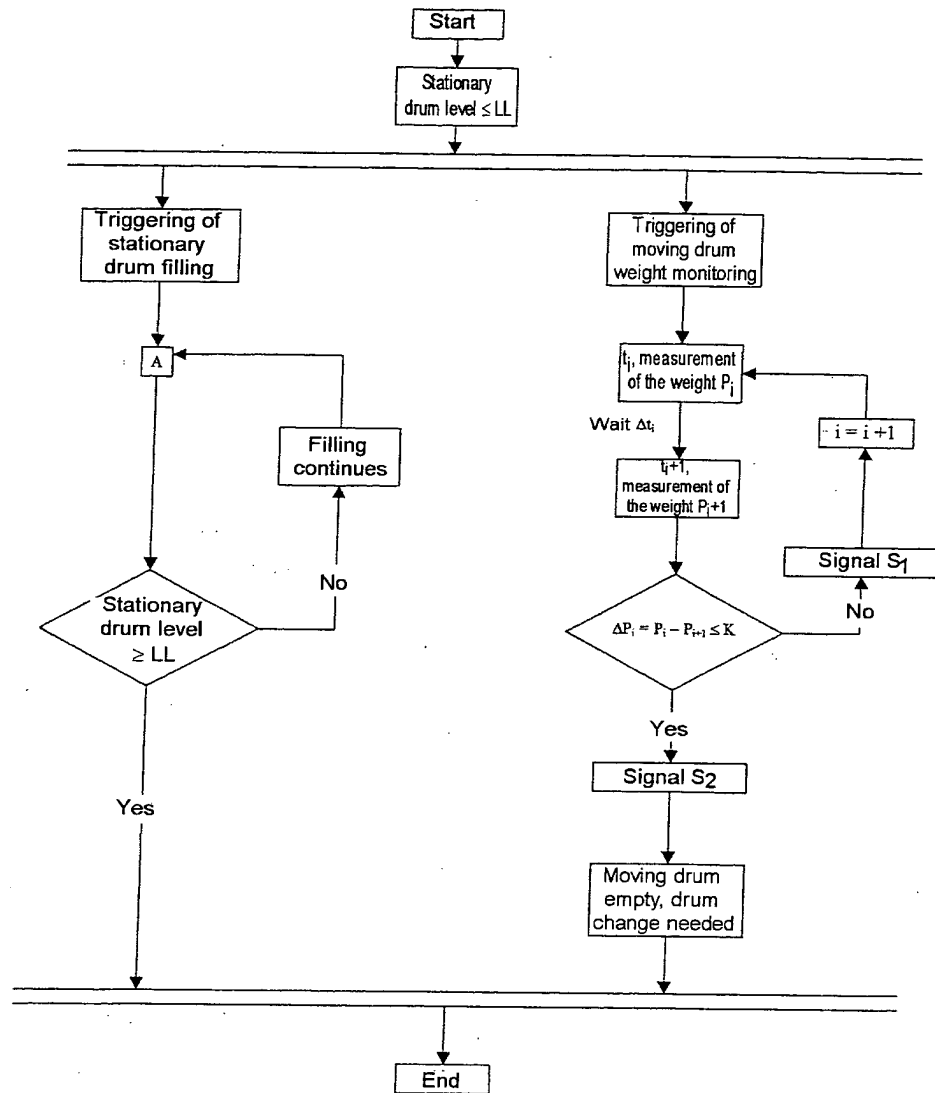 Start
Stationary
drum level ≤ LL
Triggering of
stationary
drum filling
A
Filling
continues
No
Stationary
drum level
≥ LL
Yes
Triggering of
moving drum
weight monitoring
ti, measurement
of the weight Pi
Wait Δti
ti+1,
measurement of
the weight Pi+1
i = i +1
Signal S1
No
ΔPi = Pi – Pi+1 ≤ K
Yes
Signal S2
Moving drum
empty, drum
change needed
End